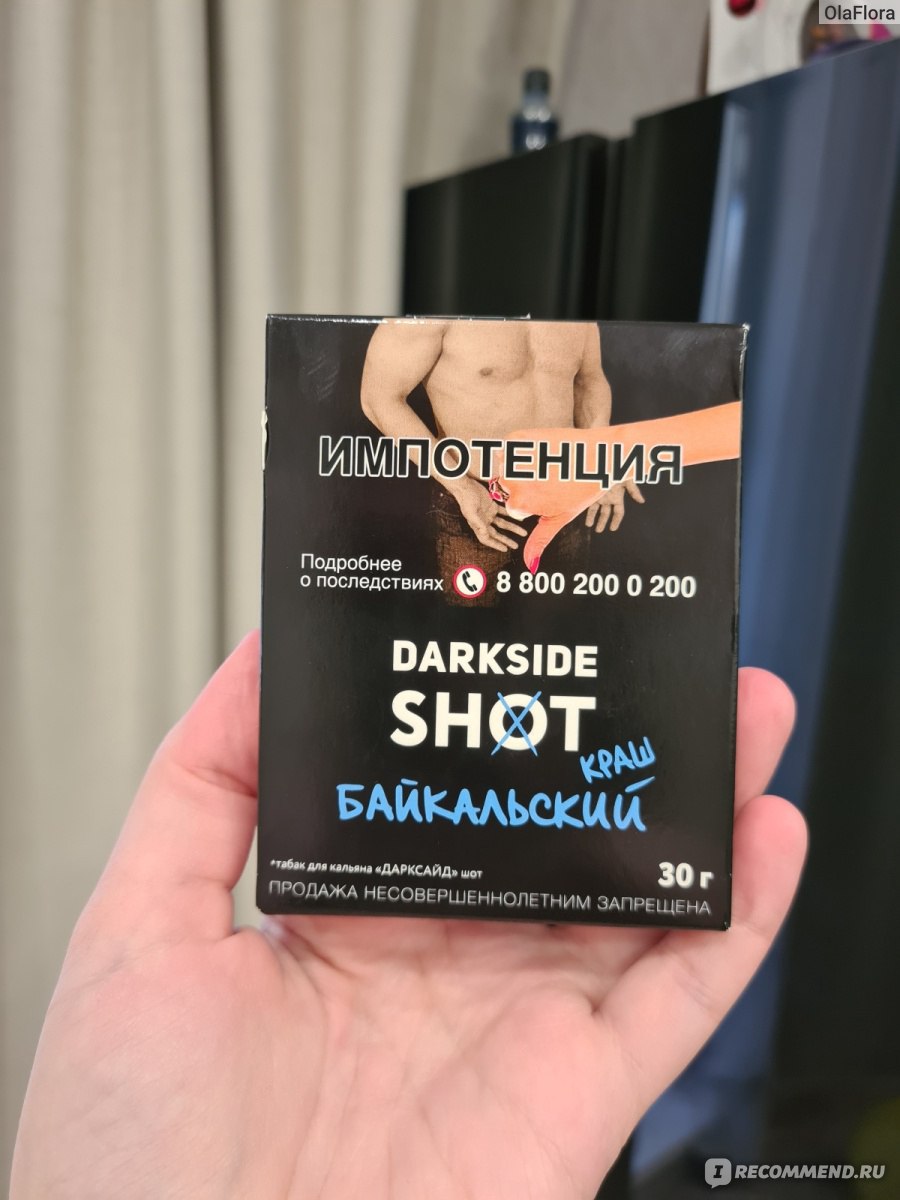 OlaFlora
ИМПОТЕНЦИЯ
Подробнее
о последствиях 8 800 200 0 200
DARKSIDE
SHOT
КРАШ
БАЙКАЛЬСКИЙ
*табак для кальяна «ДАРКСАЙД» шот
30 г
ПРОДАЖА НЕСОВЕРШЕННОЛЕТНИМ ЗАПРЕЩЕНА
IRECOMMEND.RU